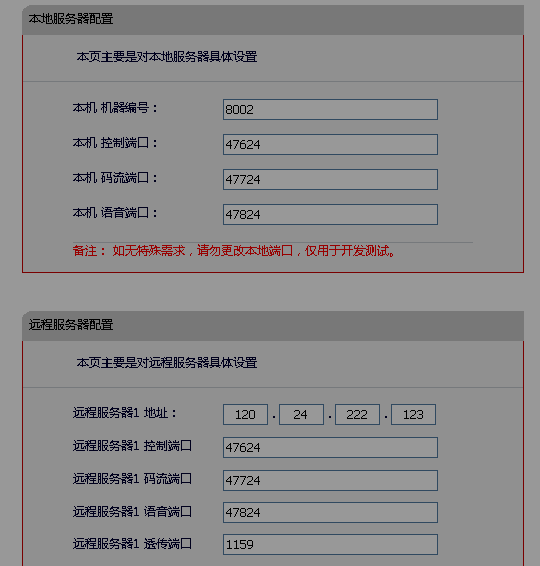 本地服务器配置
本页主要是对本地服务器具体设置
本机 机器编号： 8002
本机 控制端口： 47624
本机 码流端口： 47724
本机 语音端口： 47824
备注： 如无特殊需求，请勿更改本地端口，仅用于开发测试。
远程服务器配置
本页主要是对远程服务器具体设置
远程服务器1 地址： 120 . 24 . 222 . 123
远程服务器1 控制端口 47624
远程服务器1 码流端口 47724
远程服务器1 语音端口 47824
远程服务器1 透传端口 1159